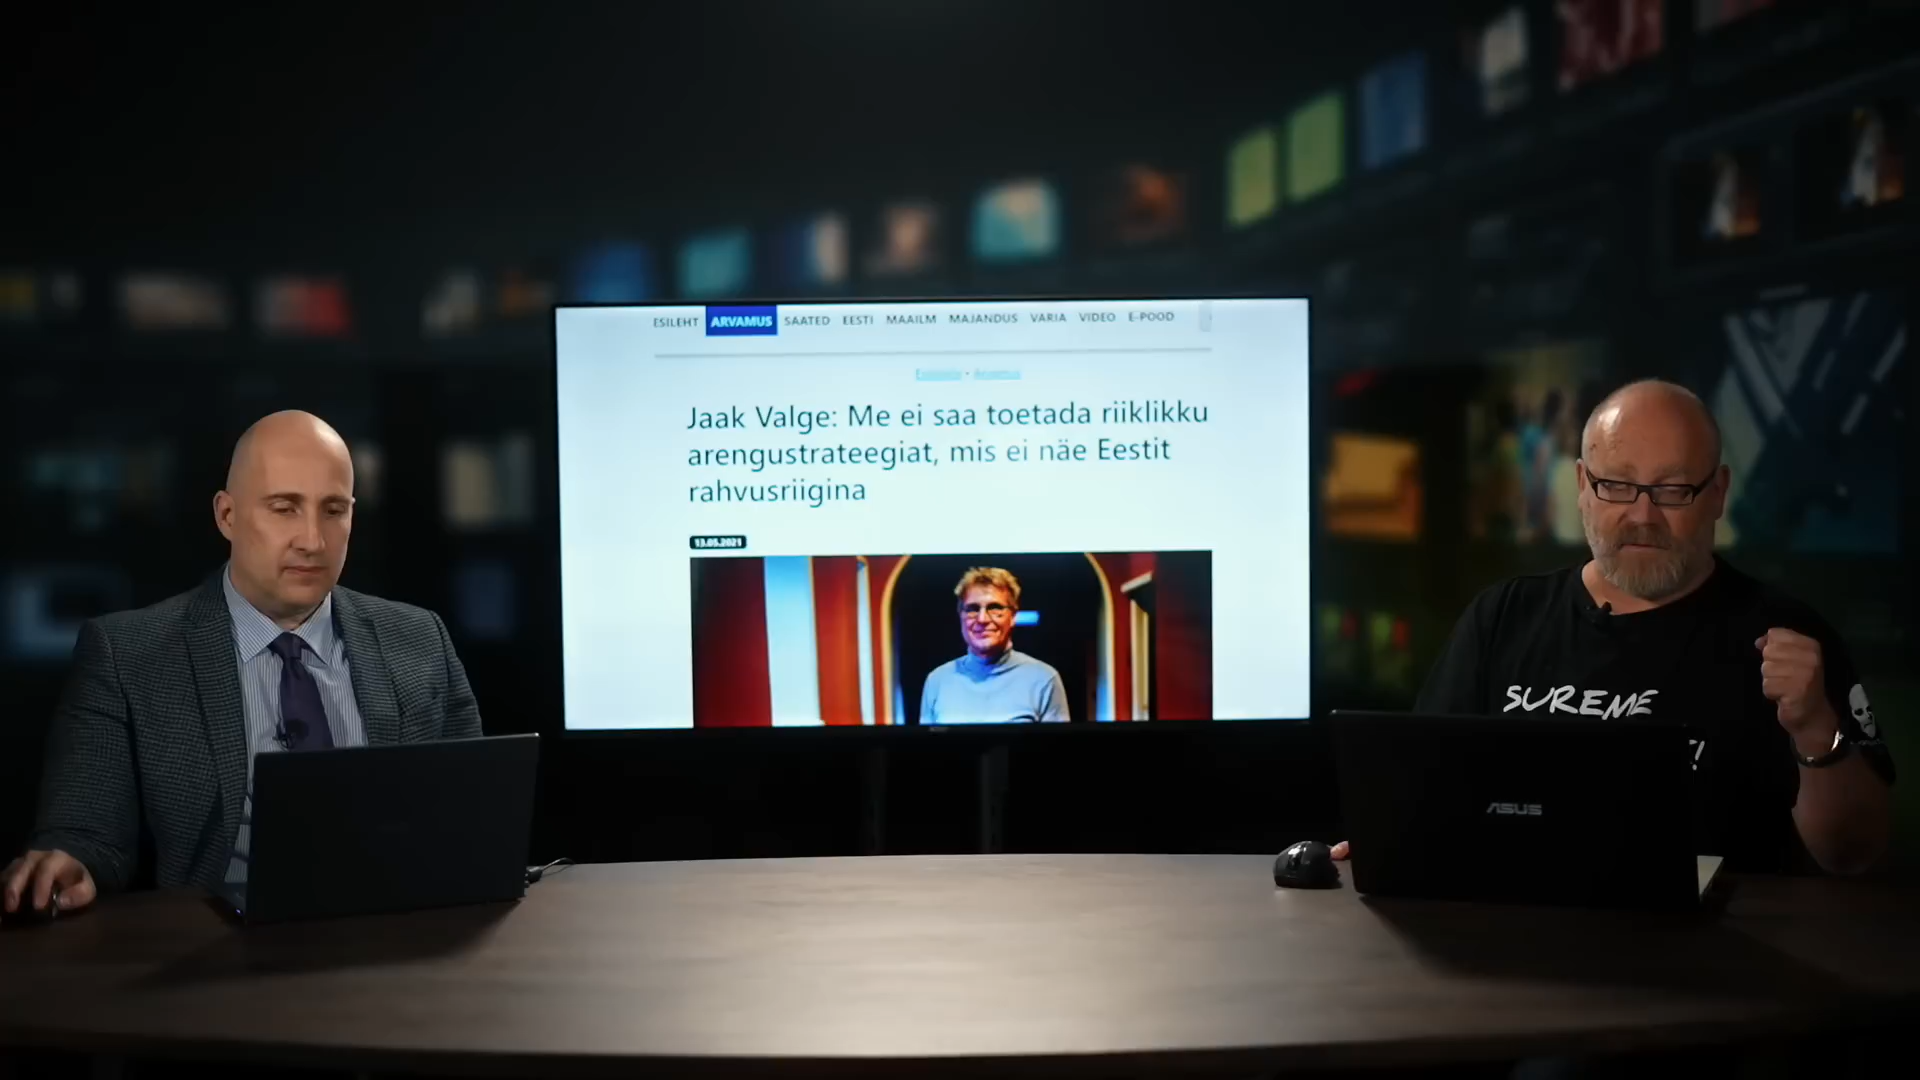 ESILEHT ARVAMUS SAATED EESTI MAAILM MAJANDUS VARIA VIDEO E-POOD
Jaak Valge: Me ei saa toetada riiklikku
arengustrateegiat, mis ei näe Eestit
rahvusriigina
13.05.2021
SUREME
!
ASUS